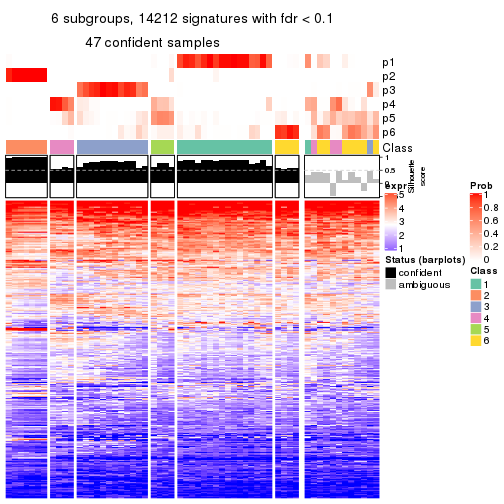 6 subgroups, 14212 signatures with fdr < 0.1
47 confident samples
p1
p2
p3
p4
p5
p6
Class
1
0.5
0
Silhouette
score
expr
5
4
3
2
1
Status (barplots)
confident
ambiguous
Prob
1
0.8
0.6
0.4
0.2
0
Class
1
2
3
4
5
6